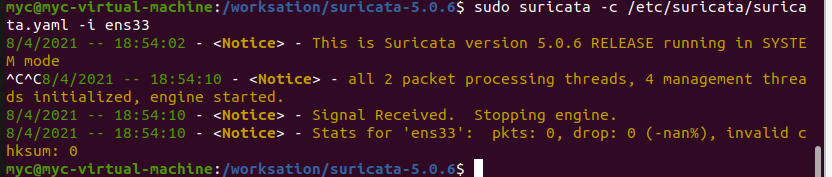 myc@myc-virtual-machine:/worksation/suricata-5.0.6$ sudo suricata -c /etc/suricata/surica
ta.yaml -i ens33
8/4/2021 -- 18:54:02 - <Notice> - This is Suricata version 5.0.6 RELEASE running in SYSTE
M mode
^C^C8/4/2021 -- 18:54:10 - <Notice> - all 2 packet processing threads, 4 management threa
ds initialized, engine started.
8/4/2021 -- 18:54:10 - <Notice> - Signal Received.  Stopping engine.
8/4/2021 -- 18:54:10 - <Notice> - Stats for 'ens33':  pkts: 0, drop: 0 (-nan%), invalid c
hksum: 0
myc@myc-virtual-machine:/worksation/suricata-5.0.6$